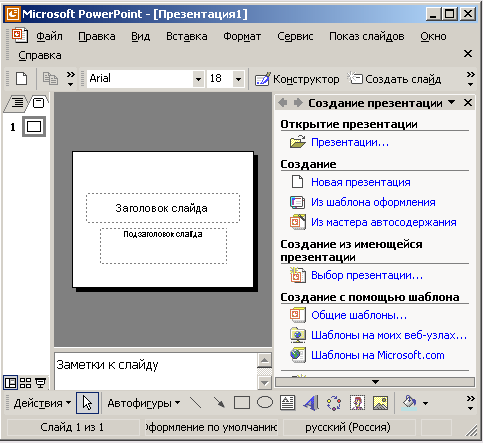 Microsoft PowerPoint - [Презентация1]
Файл Правка Вид Вставка Формат Сервис Показ слайдов Окно
Справка
Arial 18 Конструктор Создать слайд
Создание презентации
1
Открытие презентации
Презентации...
Создание
Новая презентация
Из шаблона оформления
Из мастера автосодержания
Создание из имеющейся
презентации
Выбор презентации...
Создание с помощью шаблона
Общие шаблоны...
Шаблоны на моих веб-узлах...
Шаблоны на Microsoft.com
Заголовок слайда
Подзаголовок слайда
Заметки к слайду
Действия Автофигуры
Слайд 1 из 1 Оформление по умолчанию русский (Россия)